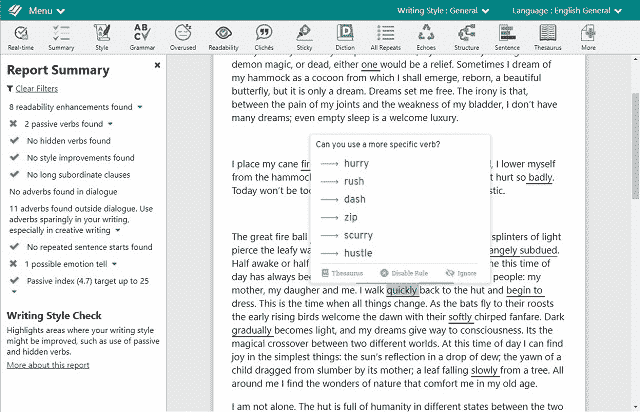 Menu
Writing Style : General
Language : English General
Real-time
Summary
Style
Grammar
Overused
Readability
Clichés
Sticky
Diction
All Repeats
Echoes
Structure
Sentence
Thesaurus
More
Report Summary
Clear Filters
8 readability enhancements found
2 passive verbs found
No hidden verbs found
No style improvements found
No long subordinate clauses
No adverbs found in dialogue
11 adverbs found outside dialogue. Use
adverbs sparingly in your writing,
especially in creative writing
No repeated sentence starts found
1 possible emotion tell
Passive index (4.7) target up to 25
Writing Style Check
Highlights areas where your writing style
might be improved, such as use of passive
and hidden verbs.
More about this report
demon magic, or dead, either one would be a relief. Sometimes I dream of
my hammock as a cocoon from which I shall emerge, reborn, a beautiful
butterfly, but it is only a dream. Dreams set me free. The irony is that,
between the pain of my joints and the weakness of my bladder, I don't have
many dreams; even empty sleep is a welcome luxury.
Can you use a more specific verb?
hurry
rush
dash
zip
scurry
hustle
Thesaurus
Disable Rule
Ignore
I place my cane , I lower myself
from the hammoc t hurt so badly.
Today won't be too stic.
The great fire ball splinters of light
pierce the leafy wa angely subdued.
Half awake or half e this time of
day has always bee people: my
mother, my daughter and me. I walk quickly back to the hut and begin to
dress. This is the time when all things change. As the bats fly to their roosts
the early rising birds welcome the dawn with their softly chirped fanfare. Dark
gradually becomes light, and my dreams give way to consciousness. Its the
magical crossover between two different worlds. At this time of day I can find
joy in the simplest things: the sun's reflection in a drop of dew; the yawn of a
child dragged from slumber by its mother; a leaf falling slowly from a tree. All
around me I find the wonders of nature that comfort me in my old age.
I am not alone. The hut is full of humanity in different states between the two